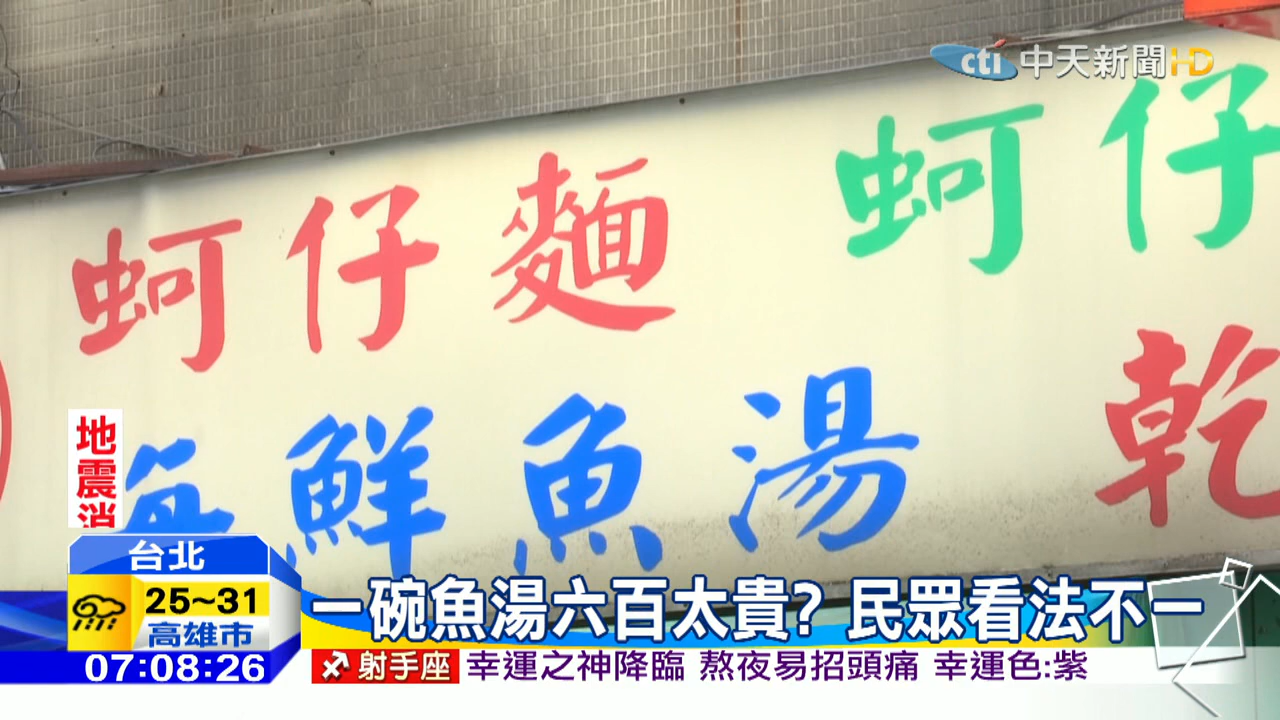 cti 中天新聞HD
蚵仔麵 蚵仔
海鮮魚湯 乾
地震消
台北
25~31
高雄市
07:08:26
一碗魚湯六百太貴? 民眾看法不一
射手座 幸運之神降臨 熬夜易招頭痛 幸運色:紫